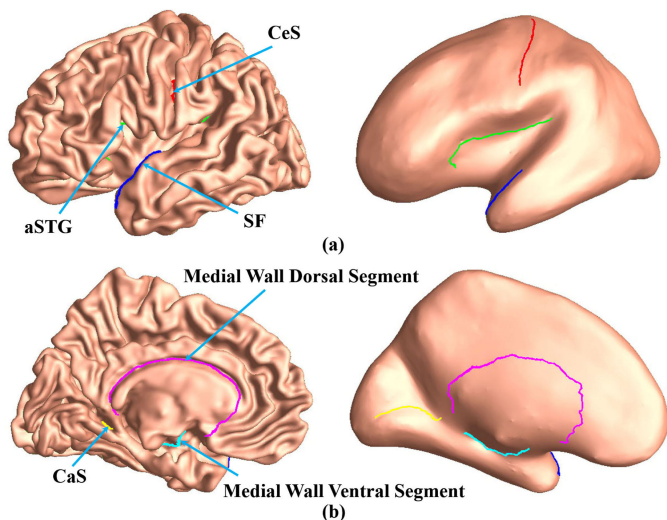 CeS
aSTG
SF
(a)
Medial Wall Dorsal Segment
CaS
Medial Wall Ventral Segment
(b)